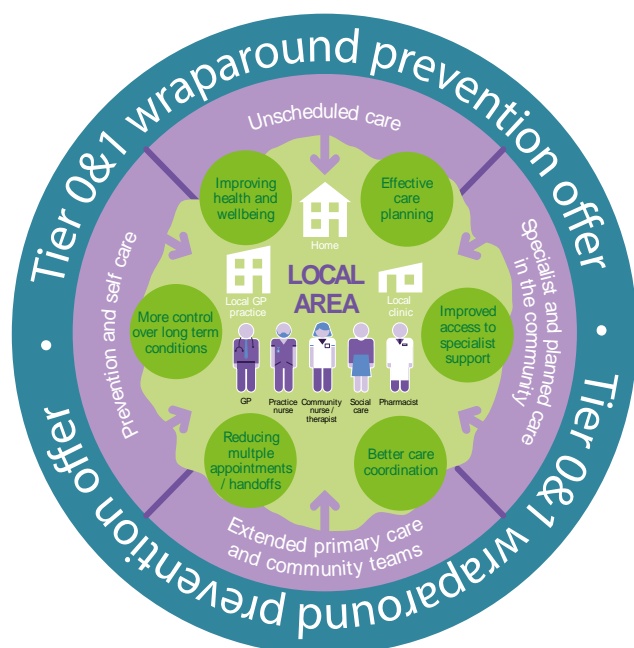 Tier 0&1 wraparound prevention offer
Unscheduled care
Improving
health and
wellbeing
Effective
care
planning
Home
Prevention and self care
Specialist and planned care
in the community
Local GP
practice
LOCAL
AREA
Local
clinic
More control
over long term
conditions
Improved
access to
specialist
support
GP
Practice
nurse
Community
nurse /
therapist
Social
care
Pharmacist
Reducing
multple
appointments
/ handoffs
Better care
coordination
Extended primary care
and community teams
Tier 0&1 wraparound prevention offer